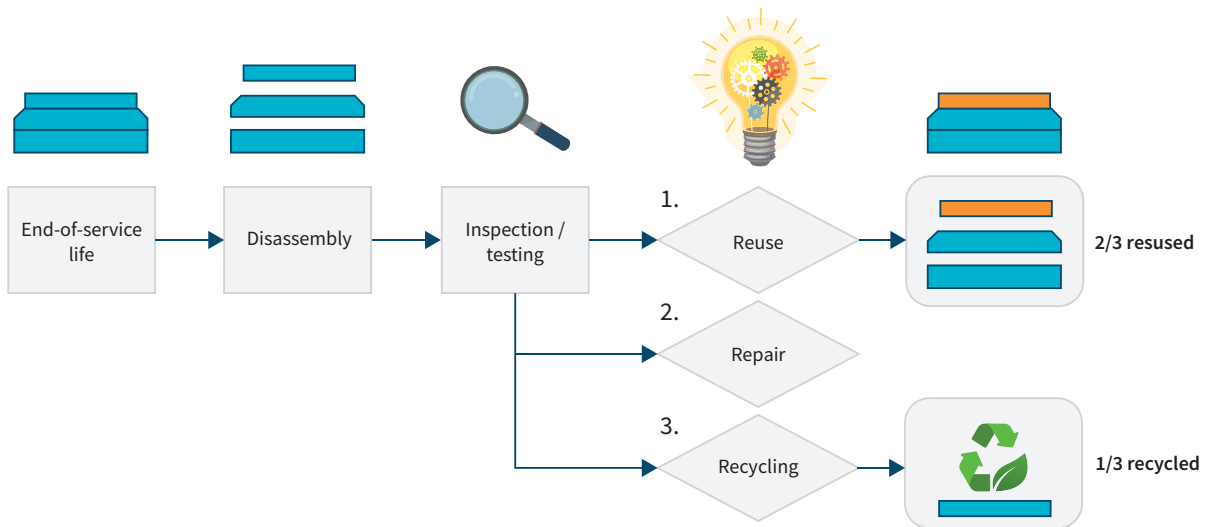 End-of-service
life
Disassembly
Inspection /
testing
1.
Reuse
2/3 resused
2.
Repair
3.
Recycling
1/3 recycled